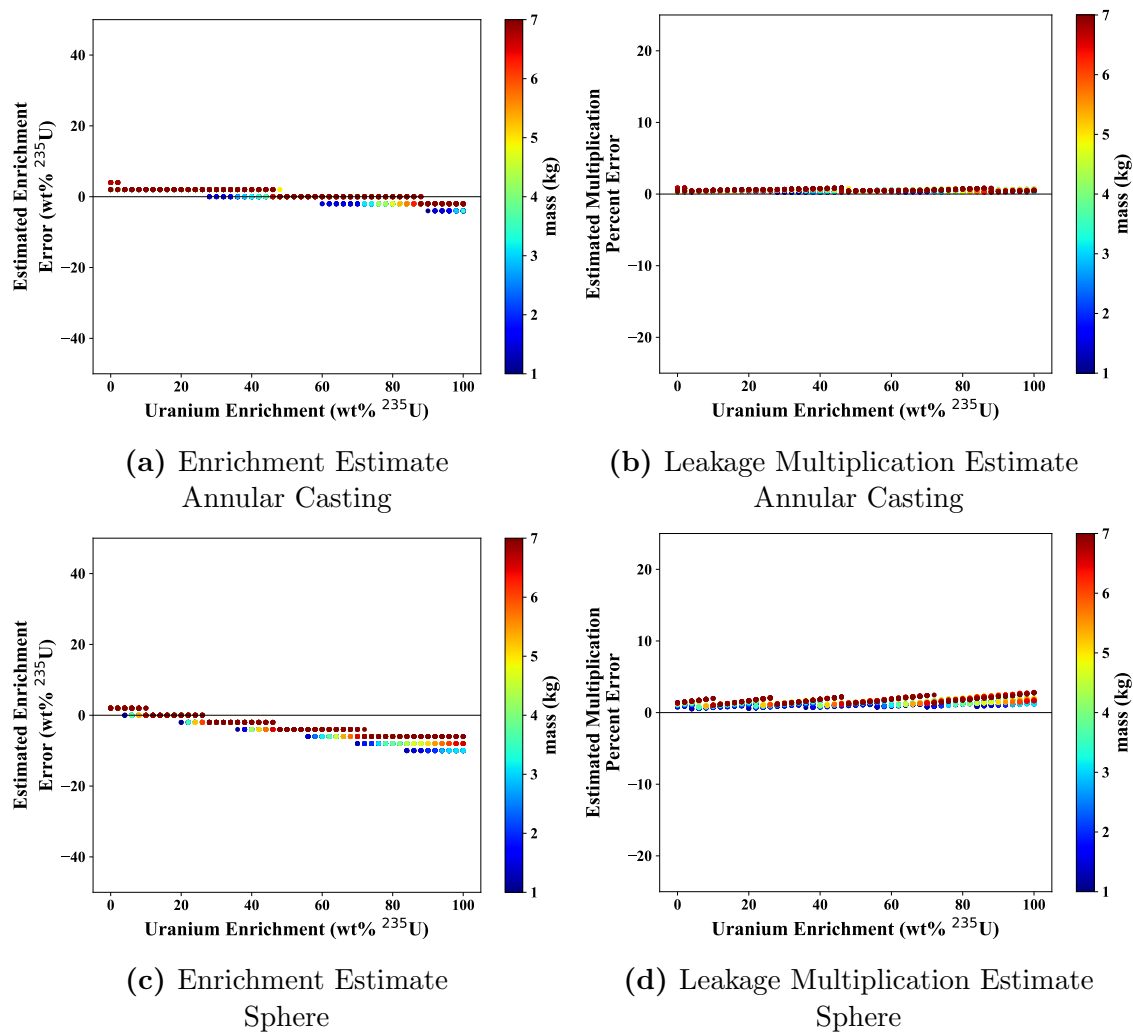 40
20
0
−20
−40
Estimated Enrichment
Error (wt% ²³⁵U)
0 20 40 60 80 100
Uranium Enrichment (wt% ²³⁵U)
7
6
5
4
3
2
1
mass (kg)
(a) Enrichment Estimate
Annular Casting
20
10
0
−10
−20
Estimated Multiplication
Percent Error
0 20 40 60 80 100
Uranium Enrichment (wt% ²³⁵U)
7
6
5
4
3
2
1
mass (kg)
(b) Leakage Multiplication Estimate
Annular Casting
40
20
0
−20
−40
Estimated Enrichment
Error (wt% ²³⁵U)
0 20 40 60 80 100
Uranium Enrichment (wt% ²³⁵U)
7
6
5
4
3
2
1
mass (kg)
(c) Enrichment Estimate
Sphere
20
10
0
−10
−20
Estimated Multiplication
Percent Error
0 20 40 60 80 100
Uranium Enrichment (wt% ²³⁵U)
7
6
5
4
3
2
1
mass (kg)
(d) Leakage Multiplication Estimate
Sphere